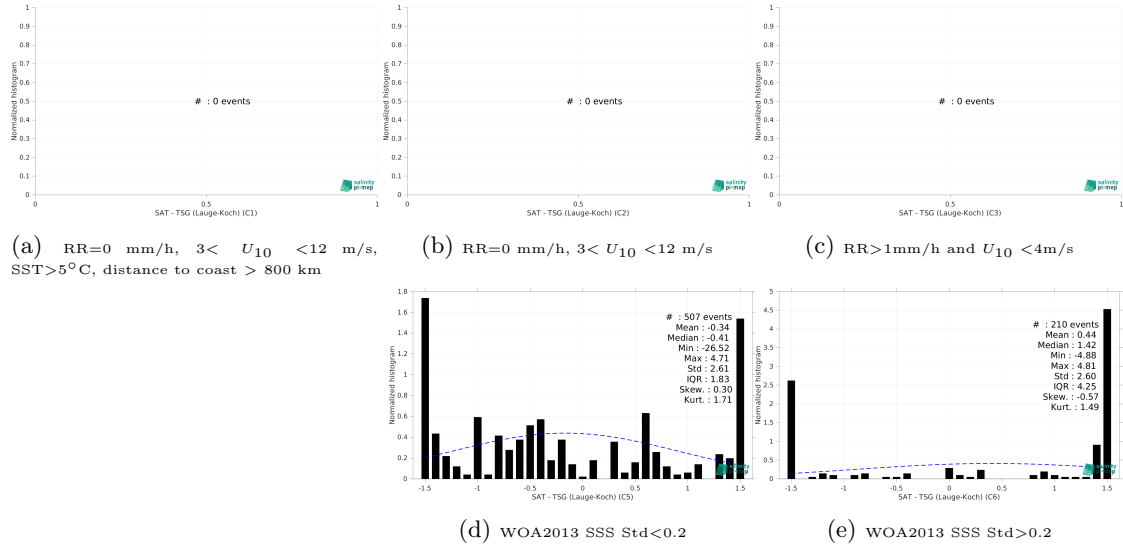 1
0.9
0.8
0.7
0.6
0.5
0.4
0.3
0.2
0.1
0
Normalized histogram
# : 0 events
0 0.5 1
SAT - TSG (Lauge-Koch) (C1)
salinity
pi-mep
1
0.9
0.8
0.7
0.6
0.5
0.4
0.3
0.2
0.1
0
Normalized histogram
# : 0 events
0 0.5 1
SAT - TSG (Lauge-Koch) (C2)
salinity
pi-mep
1
0.9
0.8
0.7
0.6
0.5
0.4
0.3
0.2
0.1
0
Normalized histogram
# : 0 events
0 0.5 1
SAT - TSG (Lauge-Koch) (C3)
salinity
pi-mep
(a) RR=0 mm/h, 3< U10 <12 m/s,
SST>5°C, distance to coast > 800 km
(b) RR=0 mm/h, 3< U10 <12 m/s
(c) RR>1mm/h and U10 <4m/s
1.8
1.6
1.4
1.2
1
0.8
0.6
0.4
0.2
0
Normalized histogram
# : 507 events
Mean : -0.34
Median : -0.41
Min : -26.52
Max : 4.71
Std : 2.61
IQR : 1.83
Skew. : 0.30
Kurt. : 1.71
-1.5 -1 -0.5 0 0.5 1 1.5
SAT - TSG (Lauge-Koch) (C5)
5
4.5
4
3.5
3
2.5
2
1.5
1
0.5
0
Normalized histogram
# : 210 events
Mean : 0.44
Median : 1.42
Min : -4.88
Max : 4.81
Std : 2.60
IQR : 4.25
Skew. : -0.57
Kurt. : 1.49
-1.5 -1 -0.5 0 0.5 1 1.5
SAT - TSG (Lauge-Koch) (C6)
(d) WOA2013 SSS Std<0.2
(e) WOA2013 SSS Std>0.2